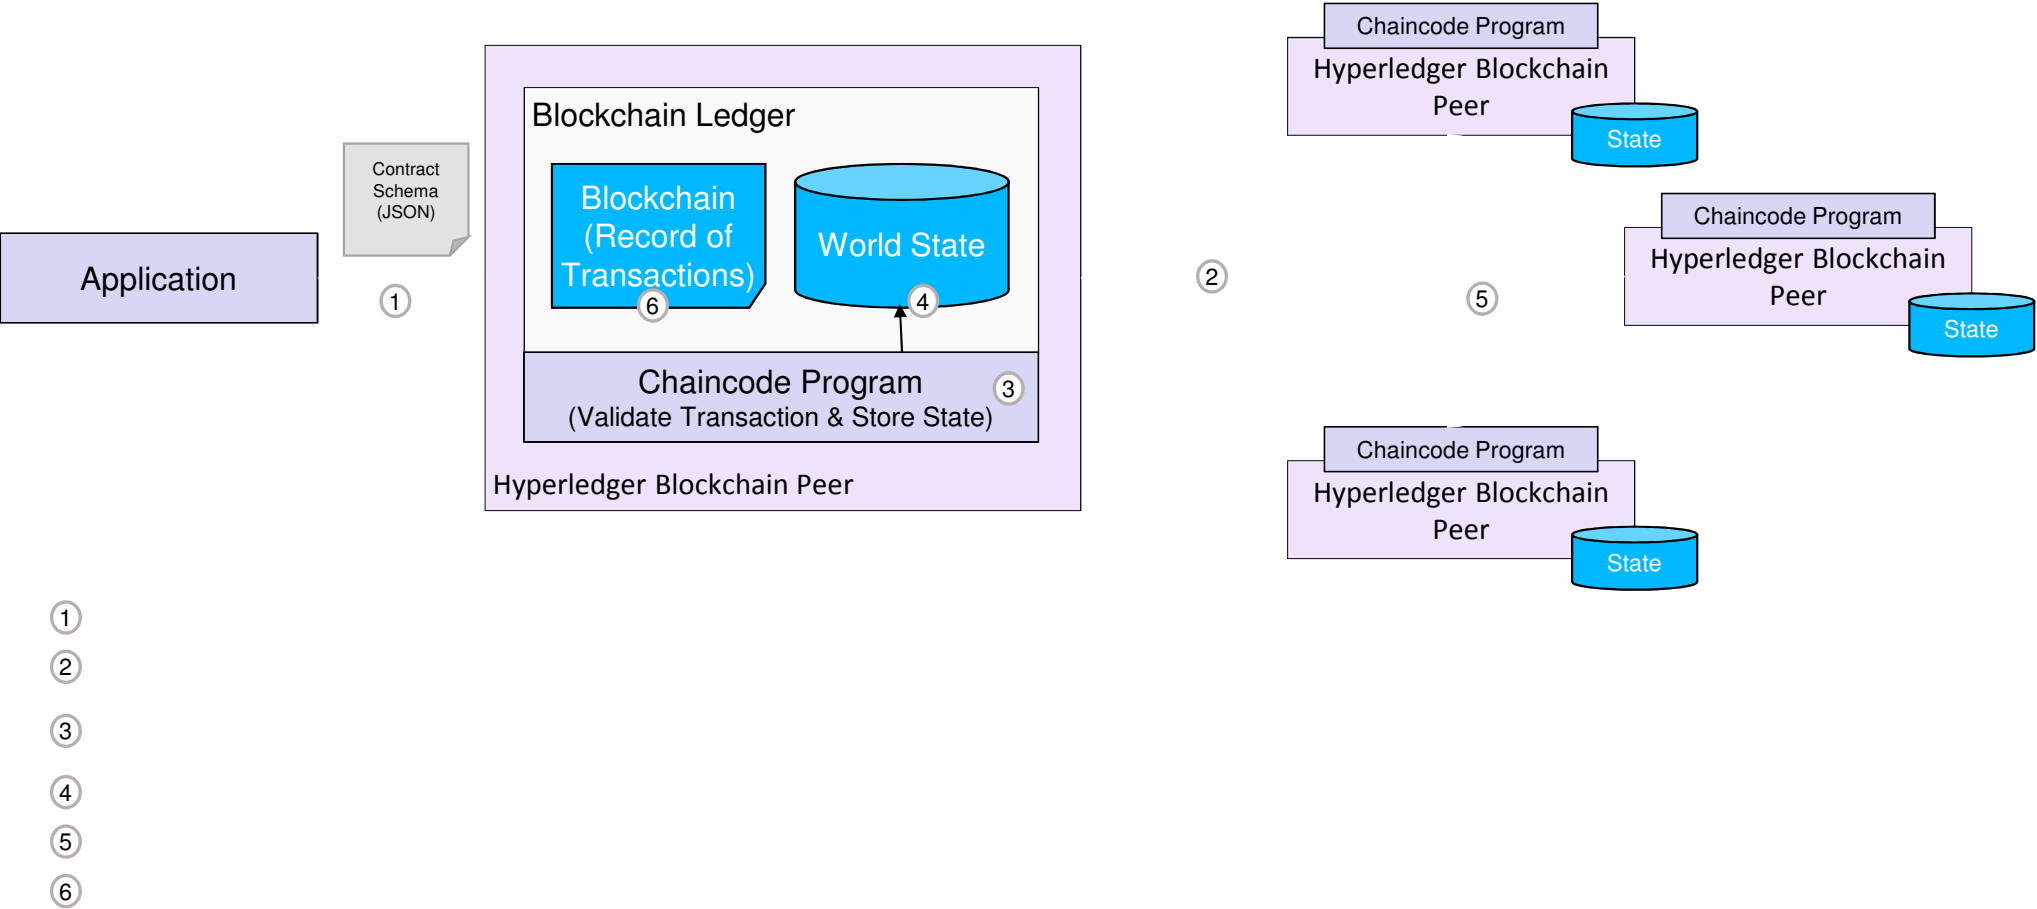 Application
Contract
Schema
(JSON)
1
Blockchain Ledger
Blockchain
(Record of
Transactions)
6
World State
4
Chaincode Program
(Validate Transaction & Store State)
3
Hyperledger Blockchain Peer
2
Chaincode Program
Hyperledger Blockchain
Peer
State
5
Chaincode Program
Hyperledger Blockchain
Peer
State
Chaincode Program
Hyperledger Blockchain
Peer
State
1
2
3
4
5
6